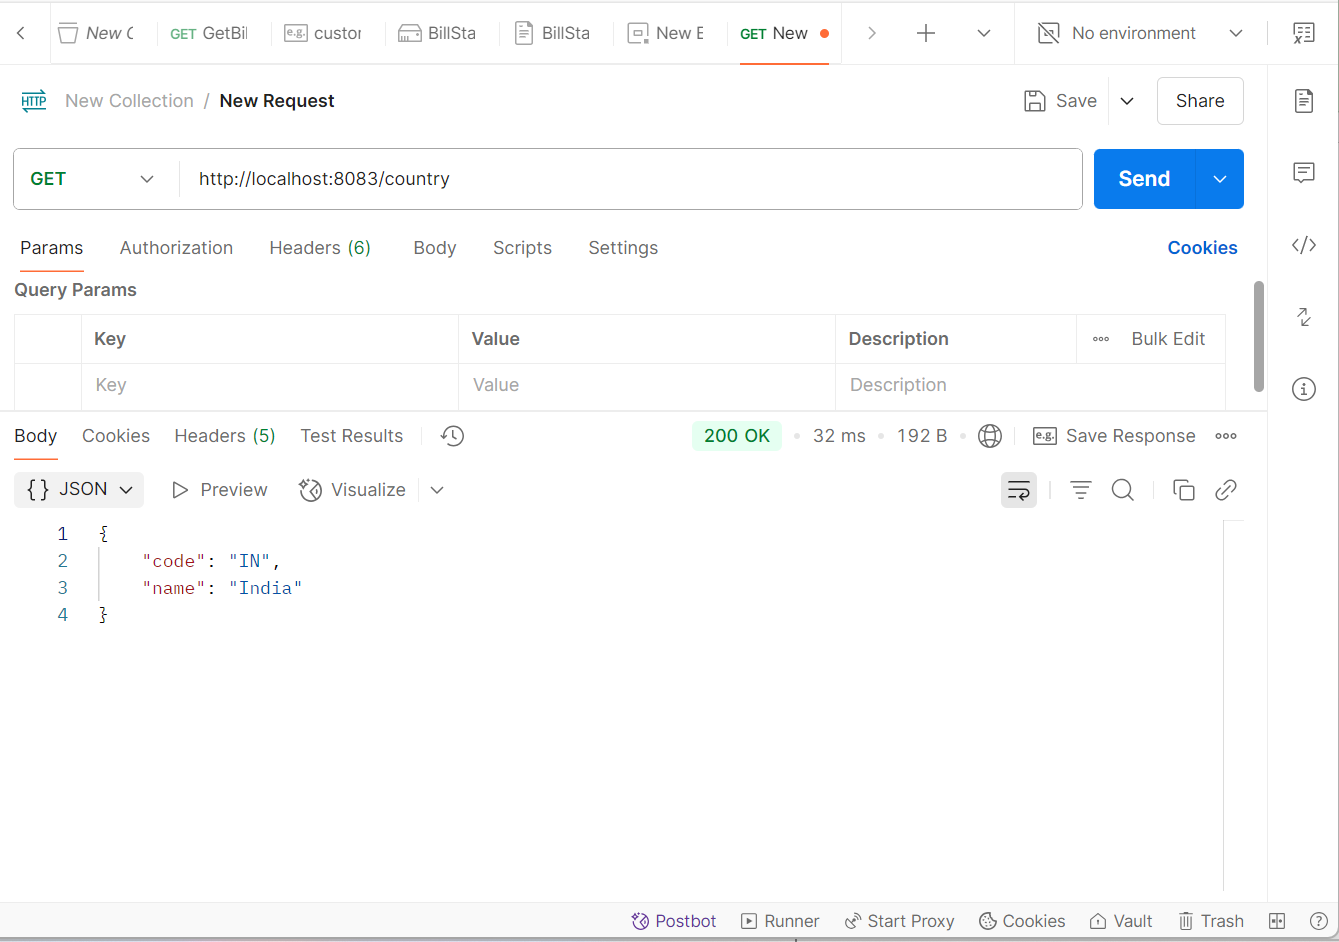 New C GET GetBil e.g. custor BillSta BillSta New E GET New No environment
HTTP New Collection / New Request Save Share
GET http://localhost:8083/country Send
Params Authorization Headers (6) Body Scripts Settings Cookies
Query Params
Key Value Description Bulk Edit
Key Value Description
Body Cookies Headers (5) Test Results 200 OK 32 ms 192 B e.g. Save Response
{} JSON Preview Visualize
1 {
2 "code": "IN",
3 "name": "India"
4 }
Postbot Runner Start Proxy Cookies Vault Trash